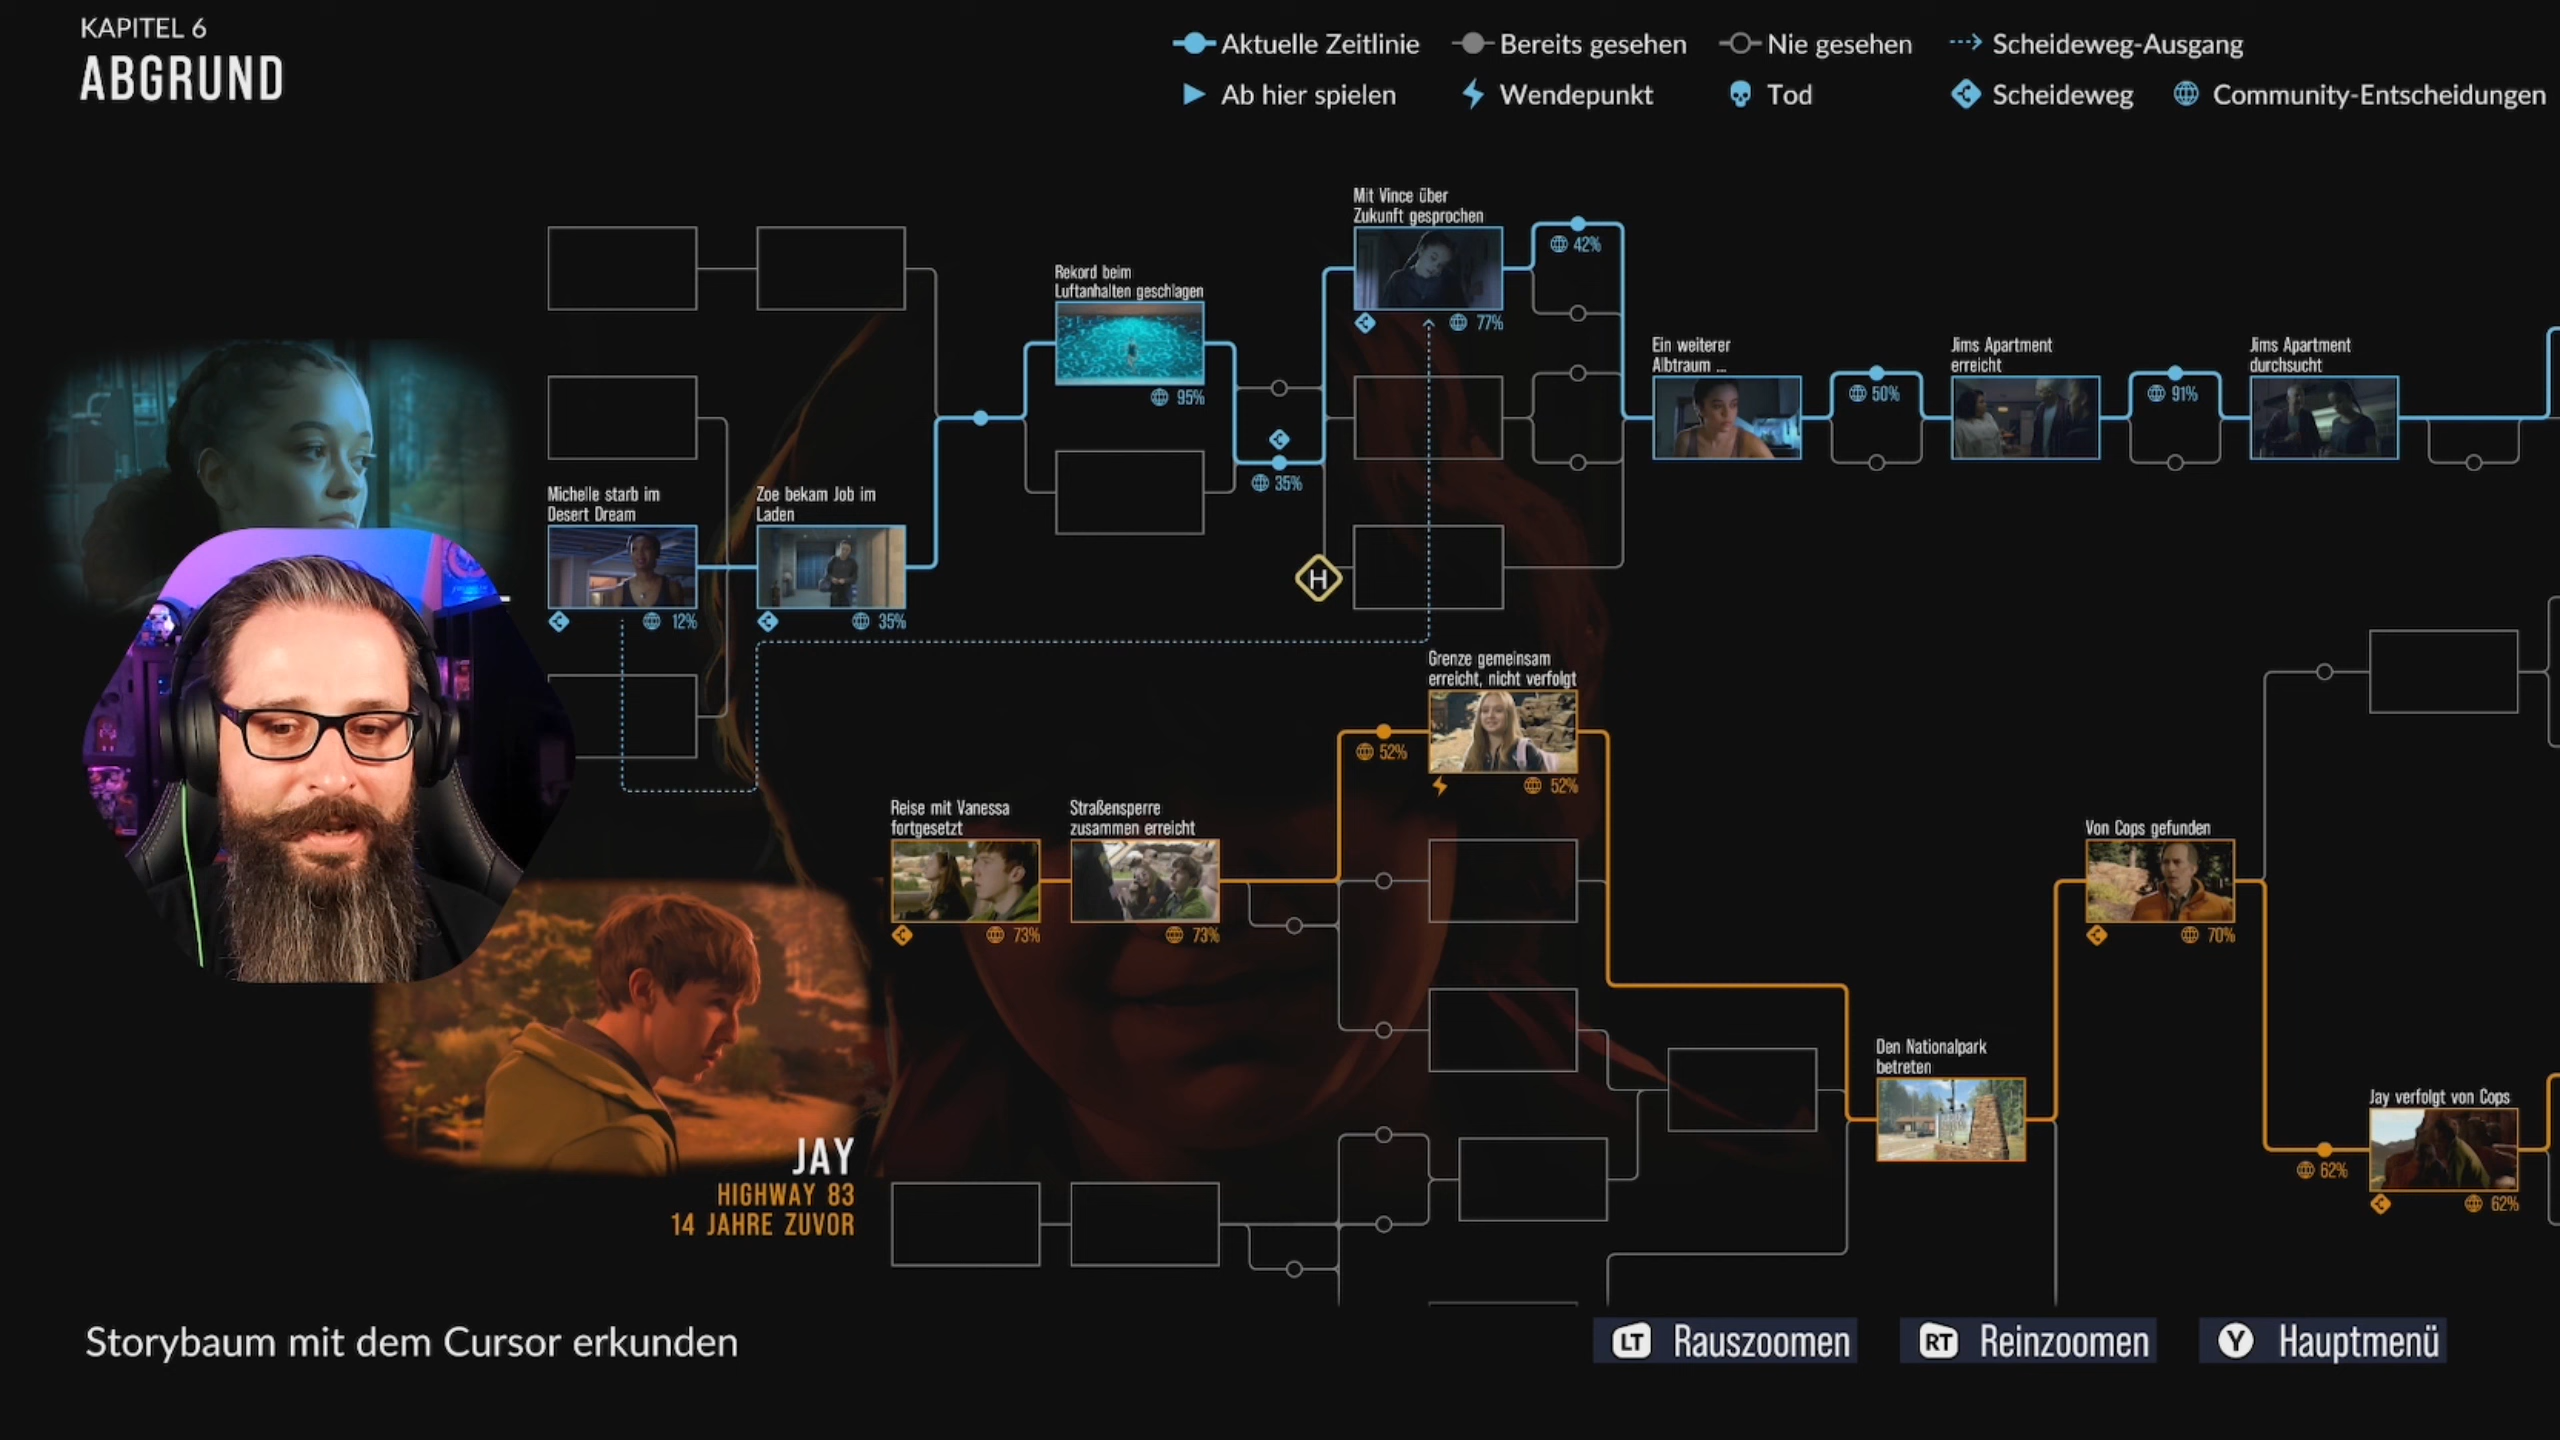 KAPITEL 6
ABGRUND
Aktuelle Zeitlinie
Bereits gesehen
Nie gesehen
Scheideweg-Ausgang
Ab hier spielen
Wendepunkt
Tod
Scheideweg
Community-Entscheidungen
Mit Vince über
Zukunft gesprochen
77%
42%
Rekord beim
Luftanhalten geschlagen
95%
35%
Ein weiterer
Albtraum ...
50%
Jims Apartment
erreicht
91%
Jims Apartment
durchsucht
Michelle starb im
Desert Dream
12%
Zoe bekam Job im
Laden
35%
H
Grenze gemeinsam
erreicht, nicht verfolgt
52%
52%
Reise mit Vanessa
fortgesetzt
73%
Straßensperre
zusammen erreicht
73%
Von Cops gefunden
70%
Den Nationalpark
betreten
Jay verfolgt von Cops
62%
62%
JAY
HIGHWAY 83
14 JAHRE ZUVOR
Storybaum mit dem Cursor erkunden
LT Rauszoomen
RT Reinzoomen
Y Hauptmenü